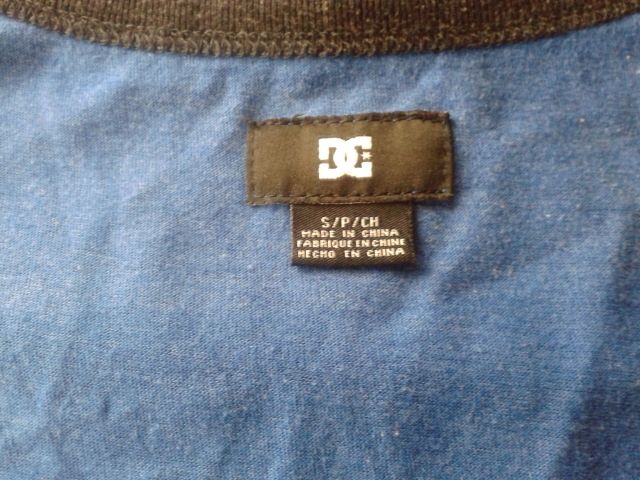 DC
S/P/CH
MADE IN CHINA
FABRIQUE EN CHINE
HECHO EN CHINA